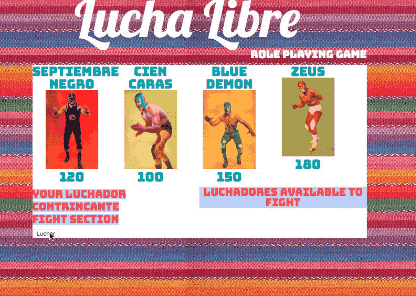 Lucha Libre
ROLE PLAYING GAME
SEPTIEMBRE NEGRO
CIEN CARAS
BLUE DEMON
ZEUS
120
100
150
180
YOUR LUCHADOR
CONTRINCANTE
FIGHT SECTION
LUCHADORES AVAILABLE TO
FIGHT